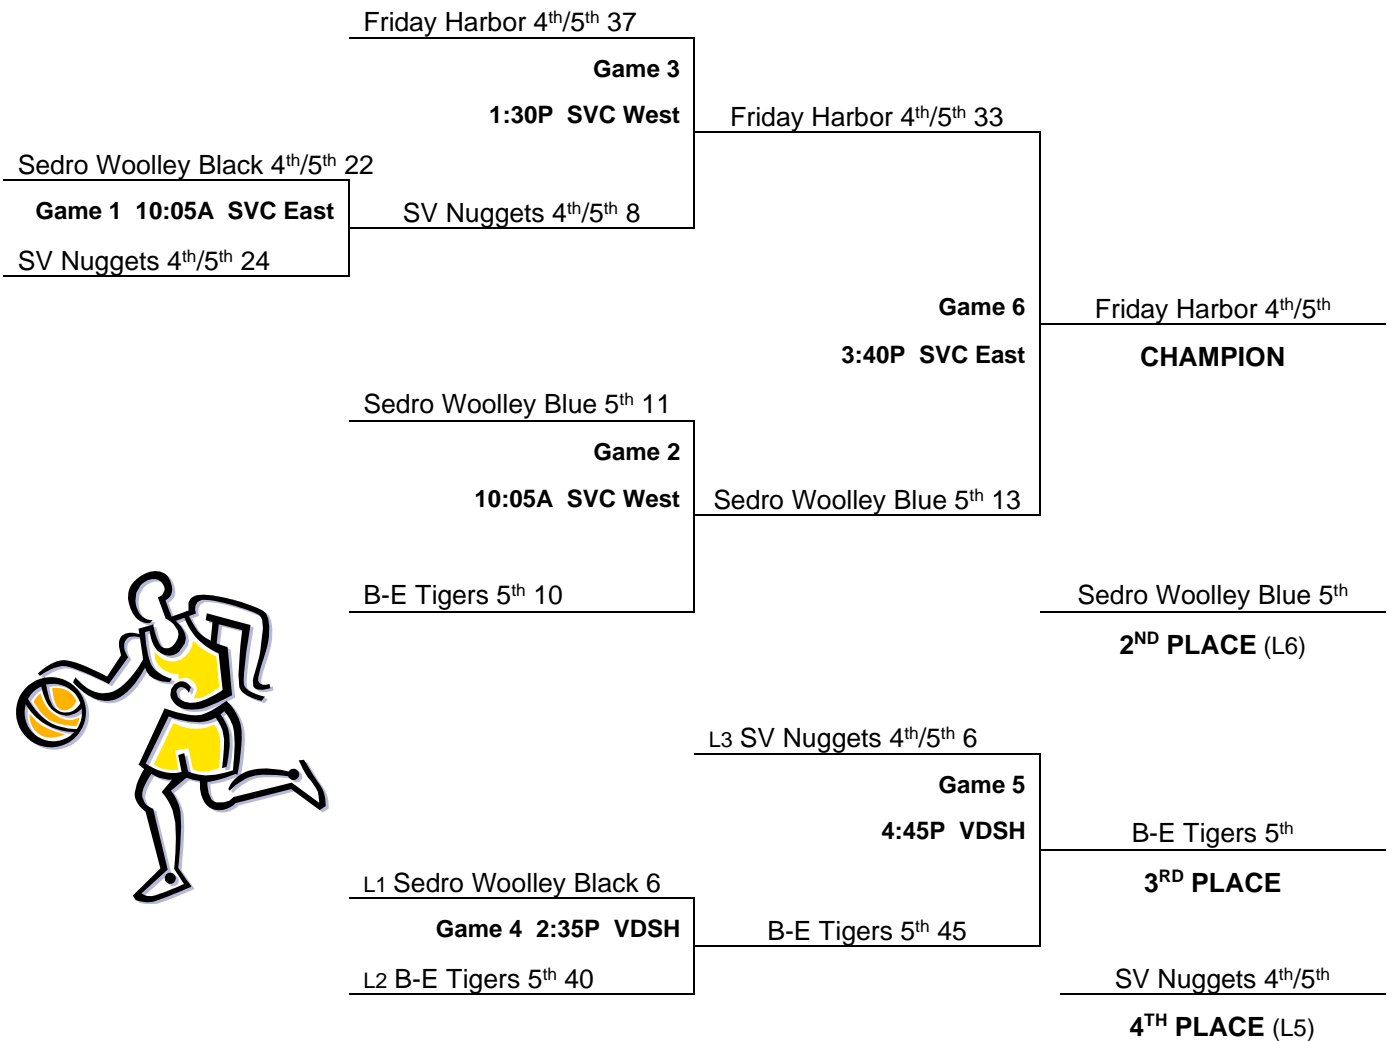 Friday Harbor 4th/5th 37
Game 3
1:30P SVC West
Friday Harbor 4th/5th 33
Sedro Woolley Black 4th/5th 22
Game 1 10:05A SVC East
SV Nuggets 4th/5th 8
SV Nuggets 4th/5th 24
Game 6
Friday Harbor 4th/5th
3:40P SVC East
CHAMPION
Sedro Woolley Blue 5th 11
Game 2
10:05A SVC West
Sedro Woolley Blue 5th 13
B-E Tigers 5th 10
Sedro Woolley Blue 5th
2ND PLACE (L6)
L3 SV Nuggets 4th/5th 6
Game 5
4:45P VDSH
B-E Tigers 5th
3RD PLACE
L1 Sedro Woolley Black 6
Game 4 2:35P VDSH
B-E Tigers 5th 45
L2 B-E Tigers 5th 40
SV Nuggets 4th/5th
4TH PLACE (L5)